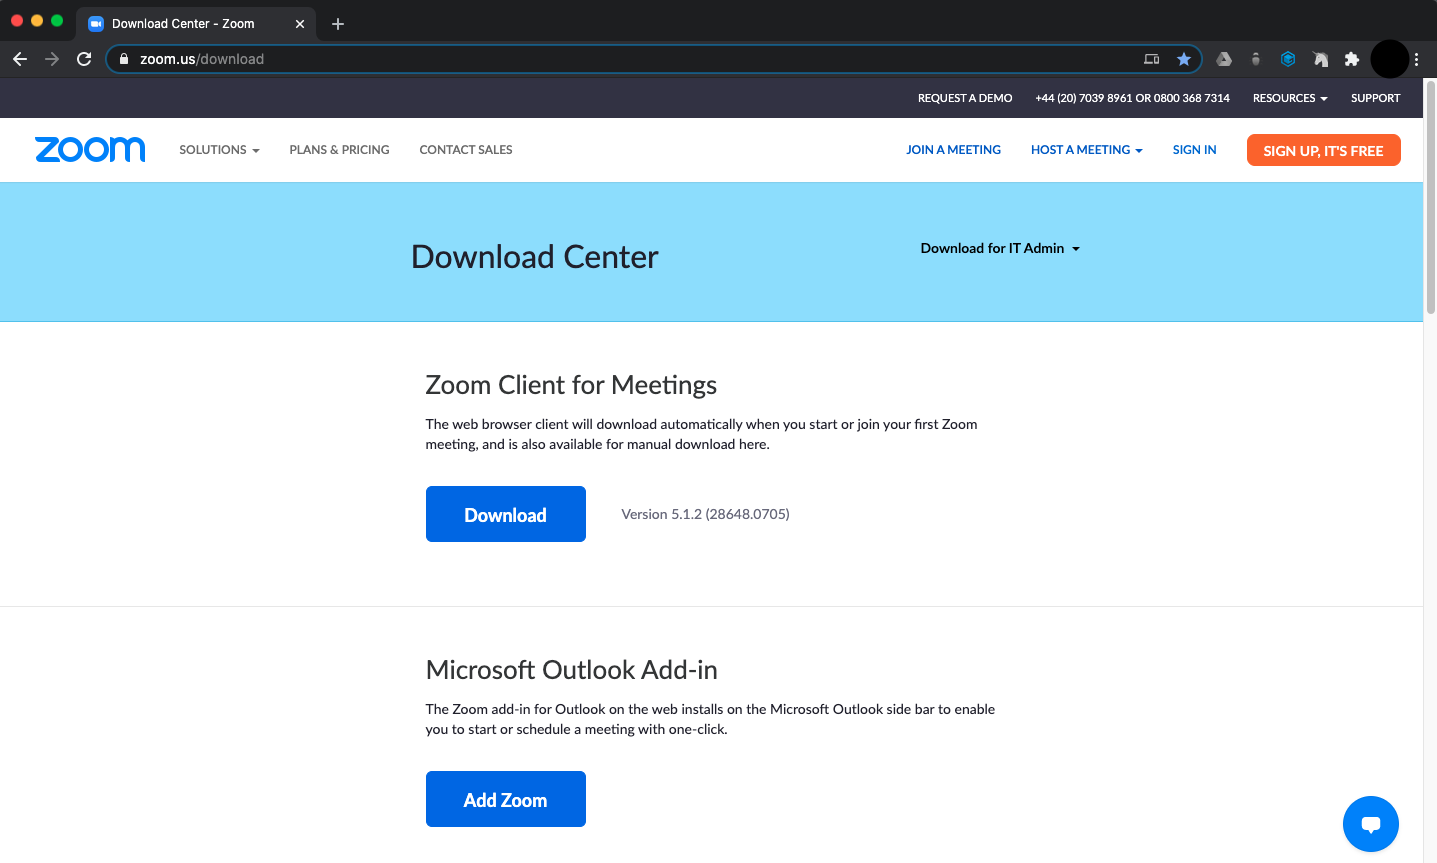 Download Center - Zoom
zoom.us/download
REQUEST A DEMO +44 (20) 7039 8961 OR 0800 368 7314 RESOURCES SUPPORT
zoom SOLUTIONS PLANS & PRICING CONTACT SALES JOIN A MEETING HOST A MEETING SIGN IN SIGN UP, IT'S FREE
Download Center
Download for IT Admin
Zoom Client for Meetings
The web browser client will download automatically when you start or join your first Zoom
meeting, and is also available for manual download here.
Download Version 5.1.2 (28648.0705)
Microsoft Outlook Add-in
The Zoom add-in for Outlook on the web installs on the Microsoft Outlook side bar to enable
you to start or schedule a meeting with one-click.
Add Zoom